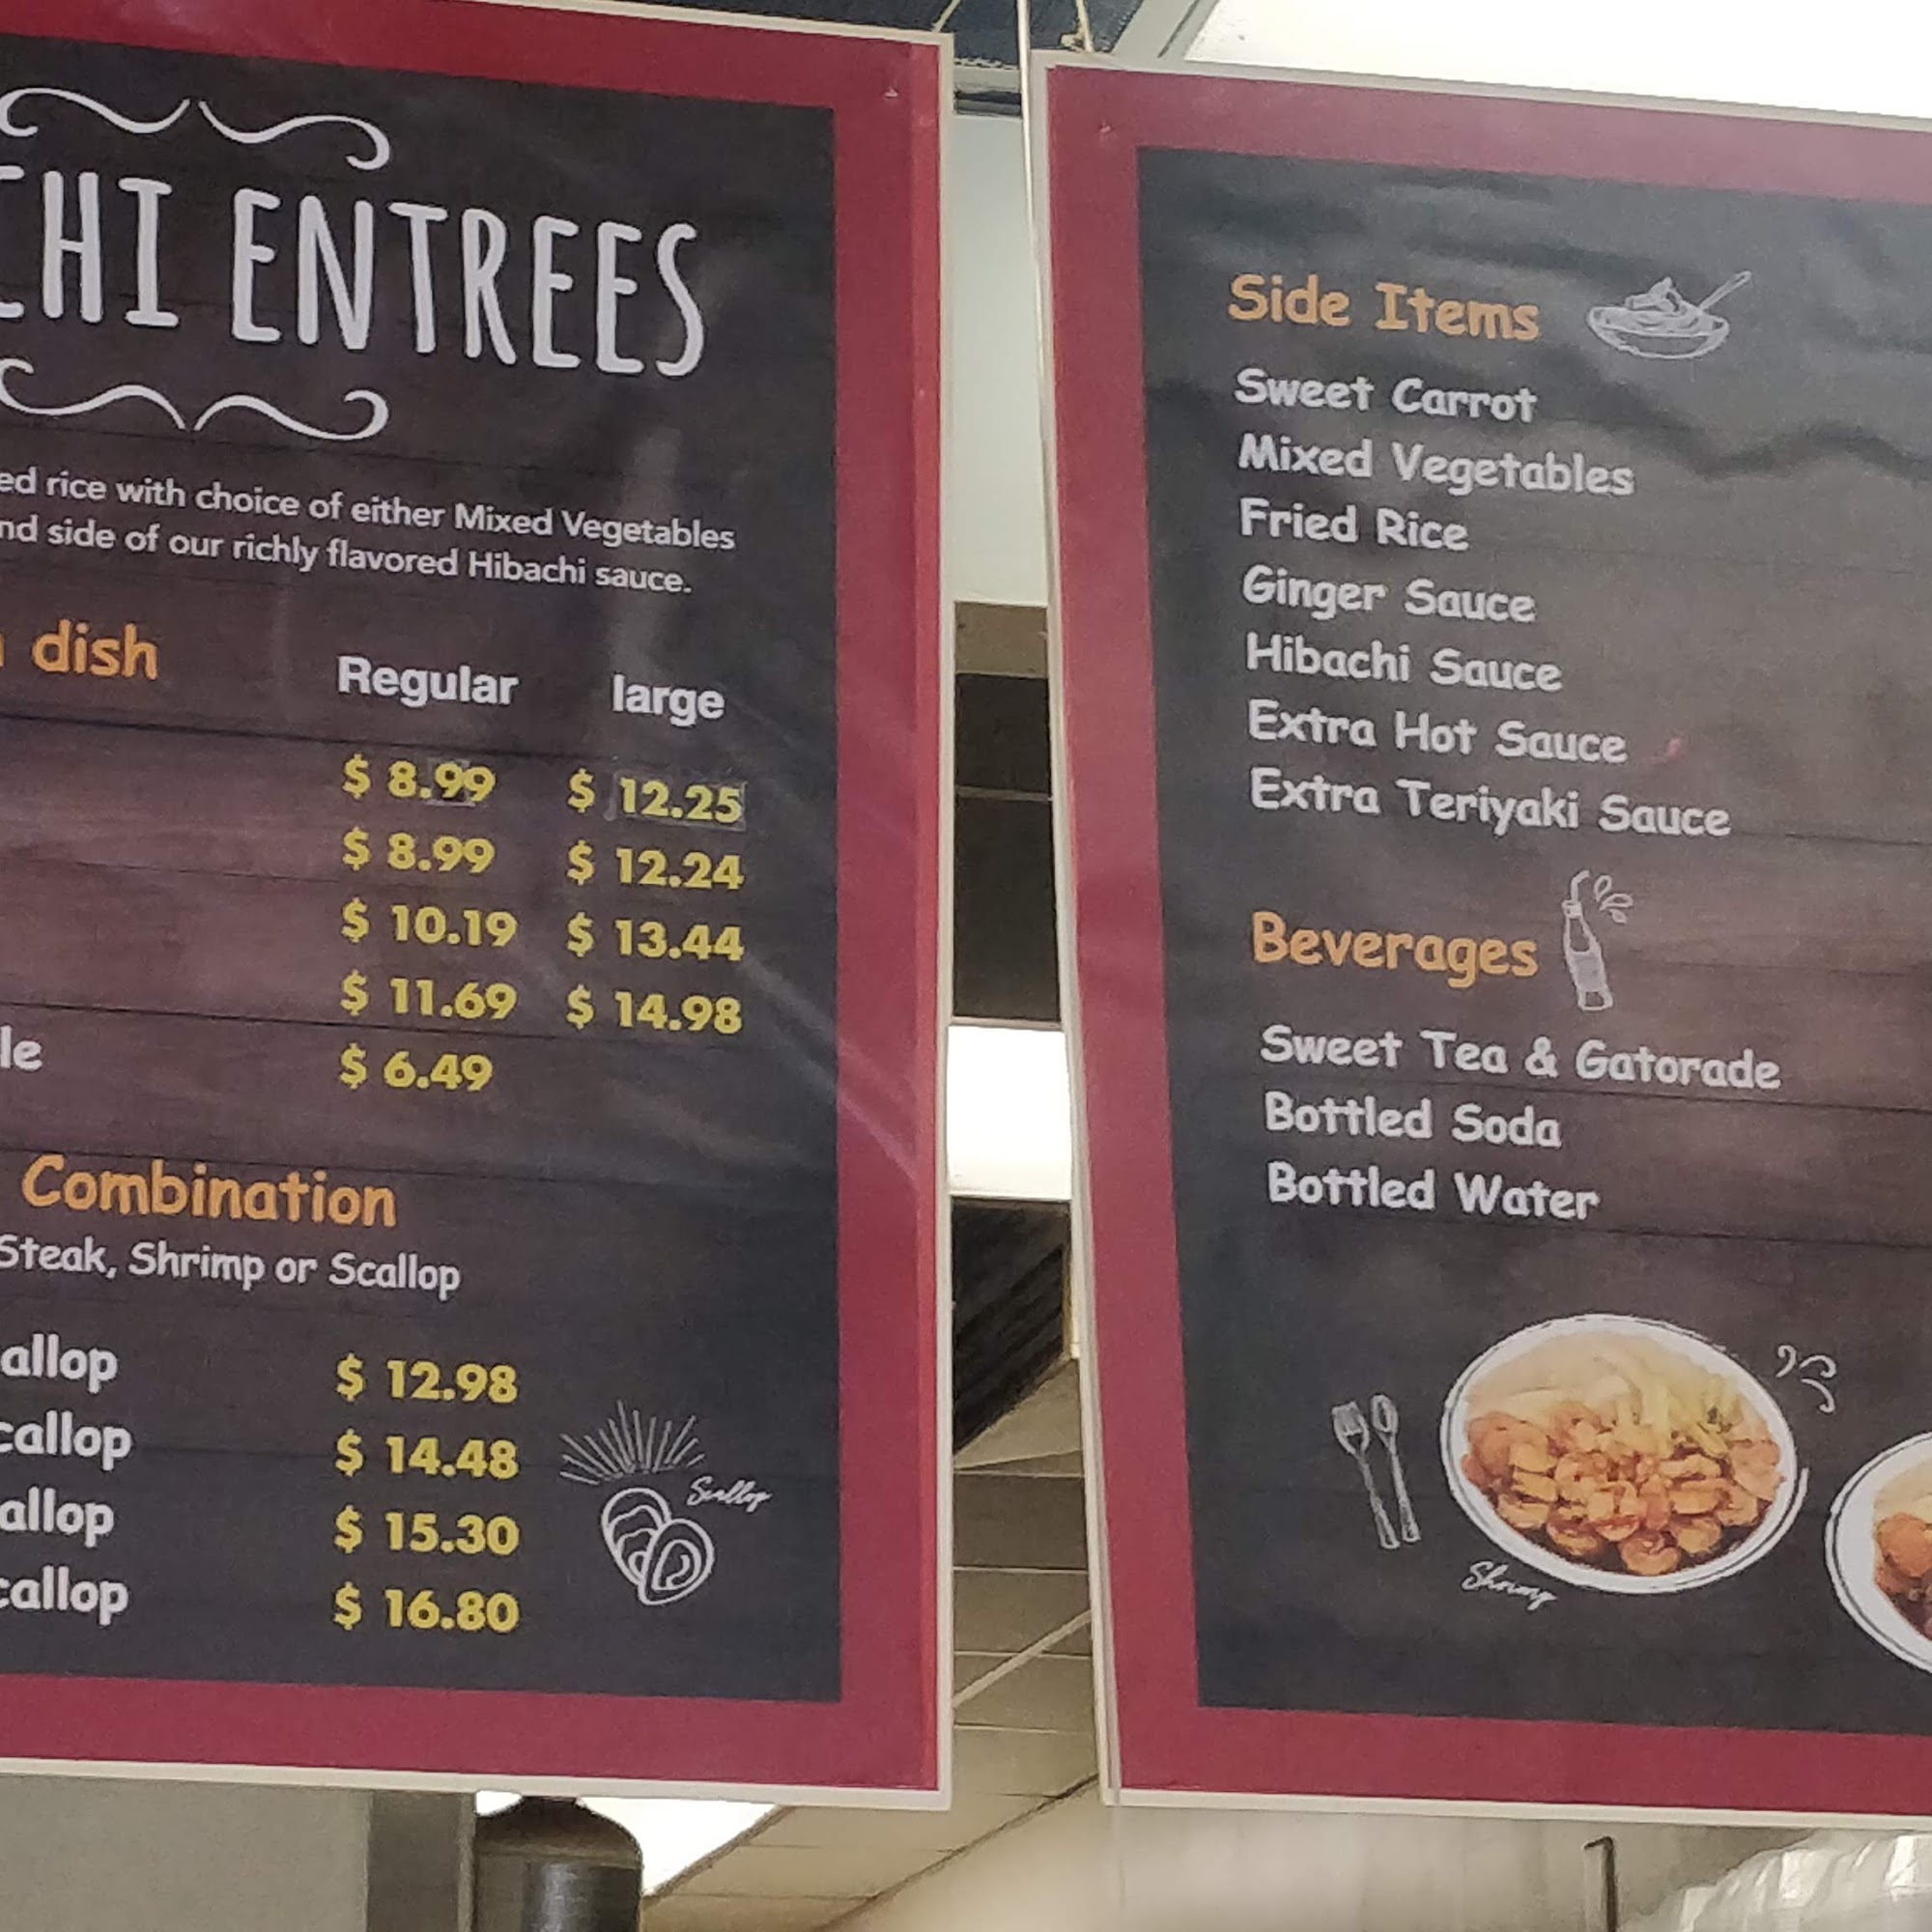 CHI ENTREES
ed rice with choice of either Mixed Vegetables
nd side of our richly flavored Hibachi sauce.
dish Regular large
$ 8.99 $ 12.25
$ 8.99 $ 12.24
$ 10.19 $ 13.44
$ 11.69 $ 14.98
le $ 6.49
Combination
Steak, Shrimp or Scallop
allop $ 12.98
callop $ 14.48
allop $ 15.30
callop $ 16.80
Scallop
Side Items
Sweet Carrot
Mixed Vegetables
Fried Rice
Ginger Sauce
Hibachi Sauce
Extra Hot Sauce
Extra Teriyaki Sauce
Beverages
Sweet Tea & Gatorade
Bottled Soda
Bottled Water
Shrimp